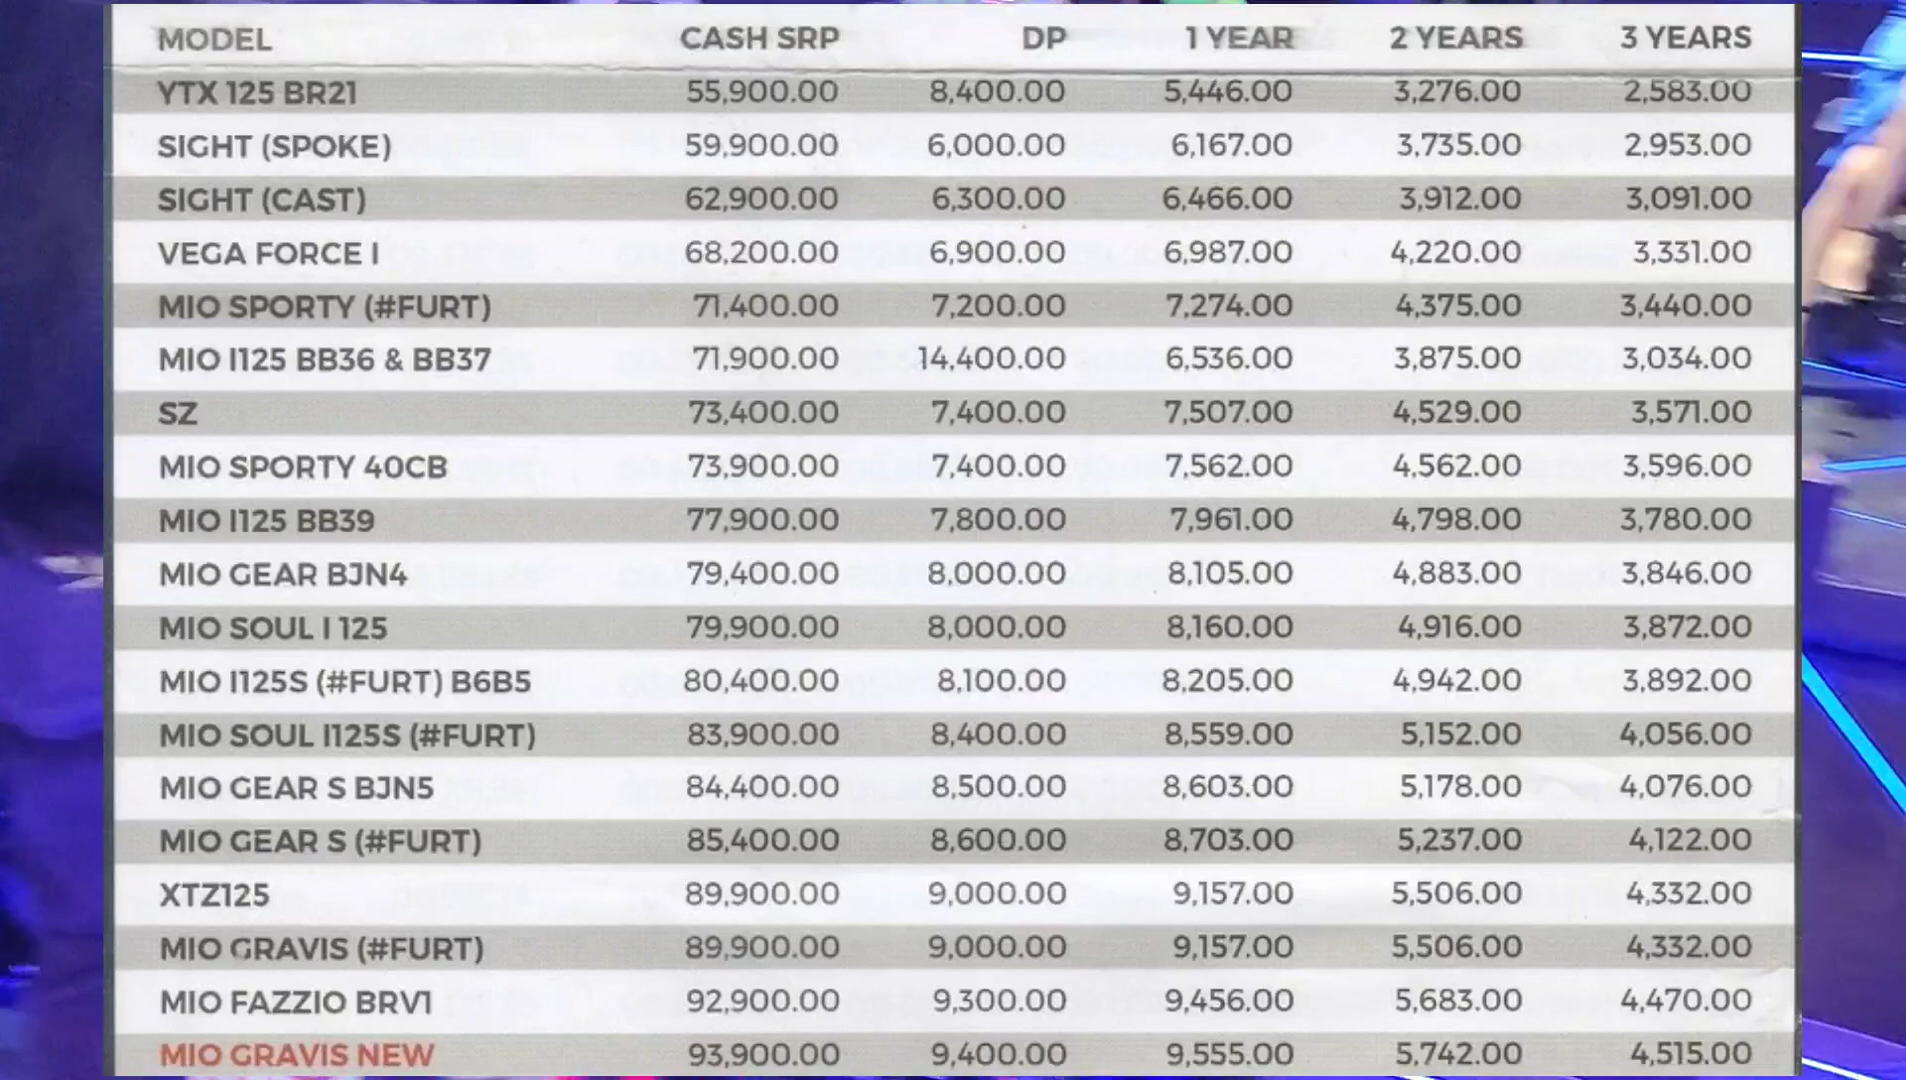 MODEL CASH SRP DP 1 YEAR 2 YEARS 3 YEARS
YTX 125 BR21 55,900.00 8,400.00 5,446.00 3,276.00 2,583.00
SIGHT (SPOKE) 59,900.00 6,000.00 6,167.00 3,735.00 2,953.00
SIGHT (CAST) 62,900.00 6,300.00 6,466.00 3,912.00 3,091.00
VEGA FORCE I 68,200.00 6,900.00 6,987.00 4,220.00 3,331.00
MIO SPORTY (#FURT) 71,400.00 7,200.00 7,274.00 4,375.00 3,440.00
MIO I125 BB36 & BB37 71,900.00 14,400.00 6,536.00 3,875.00 3,034.00
SZ 73,400.00 7,400.00 7,507.00 4,529.00 3,571.00
MIO SPORTY 40CB 73,900.00 7,400.00 7,562.00 4,562.00 3,596.00
MIO I125 BB39 77,900.00 7,800.00 7,961.00 4,798.00 3,780.00
MIO GEAR BJN4 79,400.00 8,000.00 8,105.00 4,883.00 3,846.00
MIO SOUL I 125 79,900.00 8,000.00 8,160.00 4,916.00 3,872.00
MIO I125S (#FURT) B6B5 80,400.00 8,100.00 8,205.00 4,942.00 3,892.00
MIO SOUL I125S (#FURT) 83,900.00 8,400.00 8,559.00 5,152.00 4,056.00
MIO GEAR S BJN5 84,400.00 8,500.00 8,603.00 5,178.00 4,076.00
MIO GEAR S (#FURT) 85,400.00 8,600.00 8,703.00 5,237.00 4,122.00
XTZ125 89,900.00 9,000.00 9,157.00 5,506.00 4,332.00
MIO GRAVIS (#FURT) 89,900.00 9,000.00 9,157.00 5,506.00 4,332.00
MIO FAZZIO BRV1 92,900.00 9,300.00 9,456.00 5,683.00 4,470.00
MIO GRAVIS NEW 93,900.00 9,400.00 9,555.00 5,742.00 4,515.00